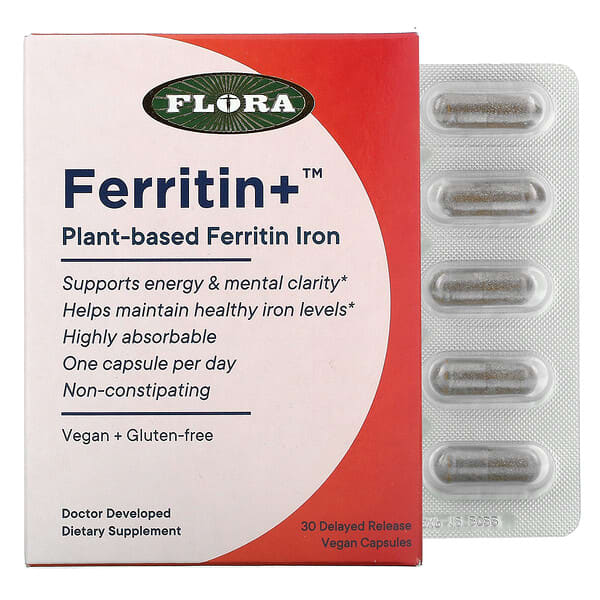 FLORA
Ferritin+™
Plant-based Ferritin Iron
Supports energy & mental clarity*
Helps maintain healthy iron levels*
Highly absorbable
One capsule per day
Non-constipating
Vegan + Gluten-free
Doctor Developed
Dietary Supplement
30 Delayed Release
Vegan Capsules